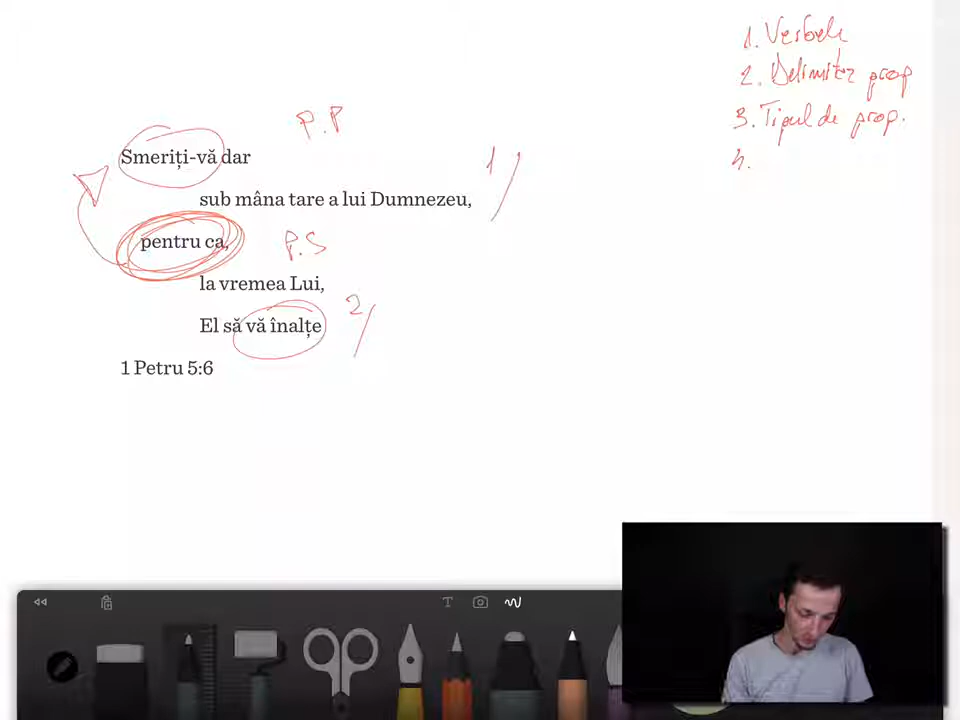 1. Verbele
2. Delimităz prop
3. Tipul de prop.
4.
P.P
Smeriți-vă dar
1/
sub mâna tare a lui Dumnezeu,
pentru ca,
P.S
la vremea Lui,
2/
El să vă înalțe
1 Petru 5:6
T